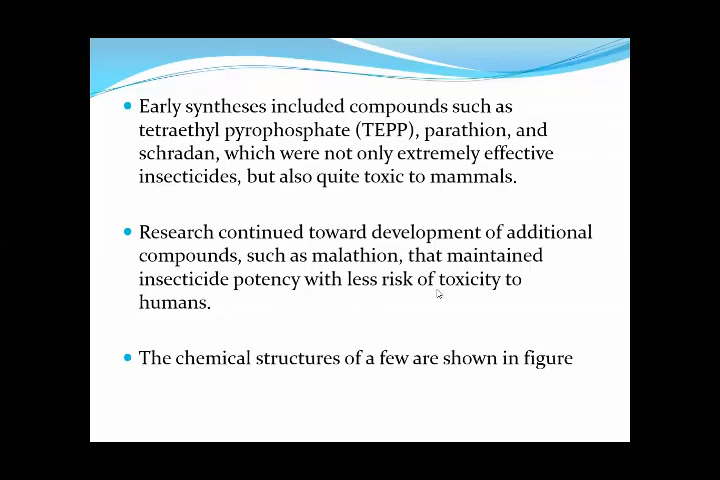 Early syntheses included compounds such as
tetraethyl pyrophosphate (TEPP), parathion, and
schradan, which were not only extremely effective
insecticides, but also quite toxic to mammals.
Research continued toward development of additional
compounds, such as malathion, that maintained
insecticide potency with less risk of toxicity to
humans.
The chemical structures of a few are shown in figure